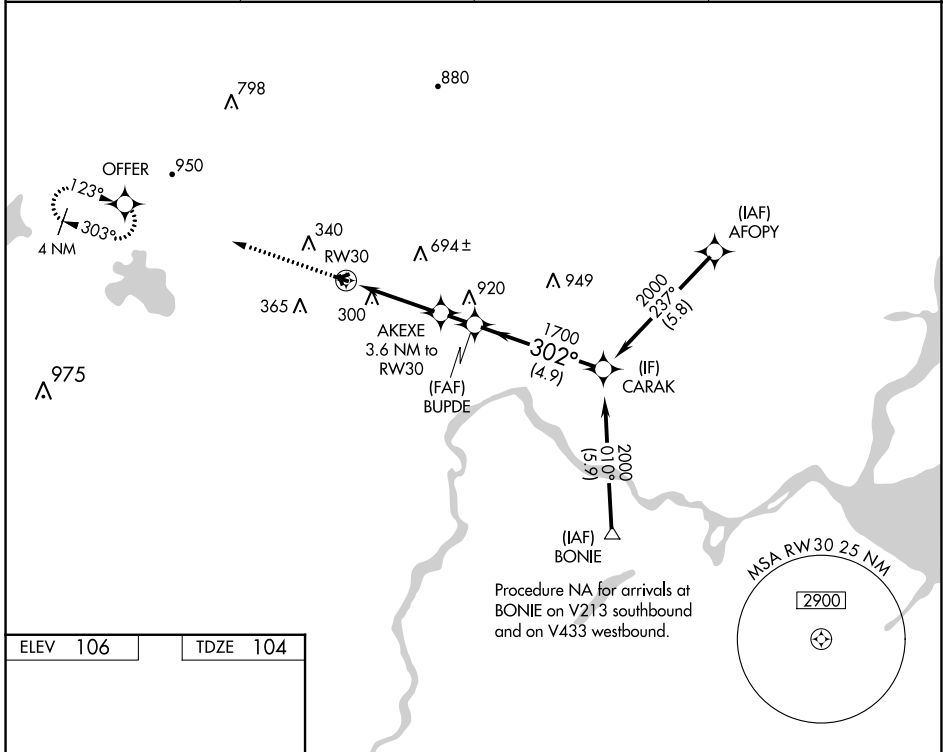 880
798
950
OFFER
123°
303°
4 NM
340
RW30
694±
920
949
365
300
(IAF)
AFOPY
2000
237°
(5.8)
AKEXE
3.6 NM to
RW30
1700
302°
(4.9)
(IF)
CARAK
(FAF)
BUPDE
975
2000
010°
(5.9)
(IAF)
BONIE
Procedure NA for arrivals at
BONIE on V213 southbound
and on V433 westbound.
MSA RW30 25 NM
2900
ELEV 106
TDZE 104